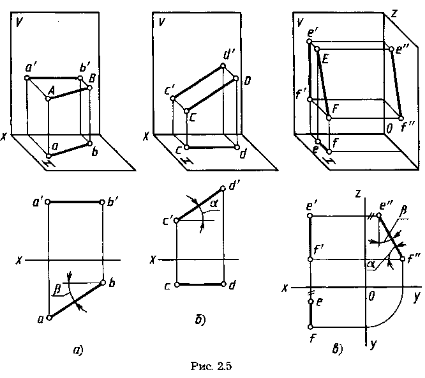 V
a' b' B
A
X
a b
H
V
d'
c' D
C
X
c d
H
V Z
e' e"
E
f' F
0
X e f f"
H
a' b'
X
β b
a
а)
d'
c' α
X
c d
б)
z
e' e" β
f' α f"
X 0
e
f y y
в)
Рис. 2.5